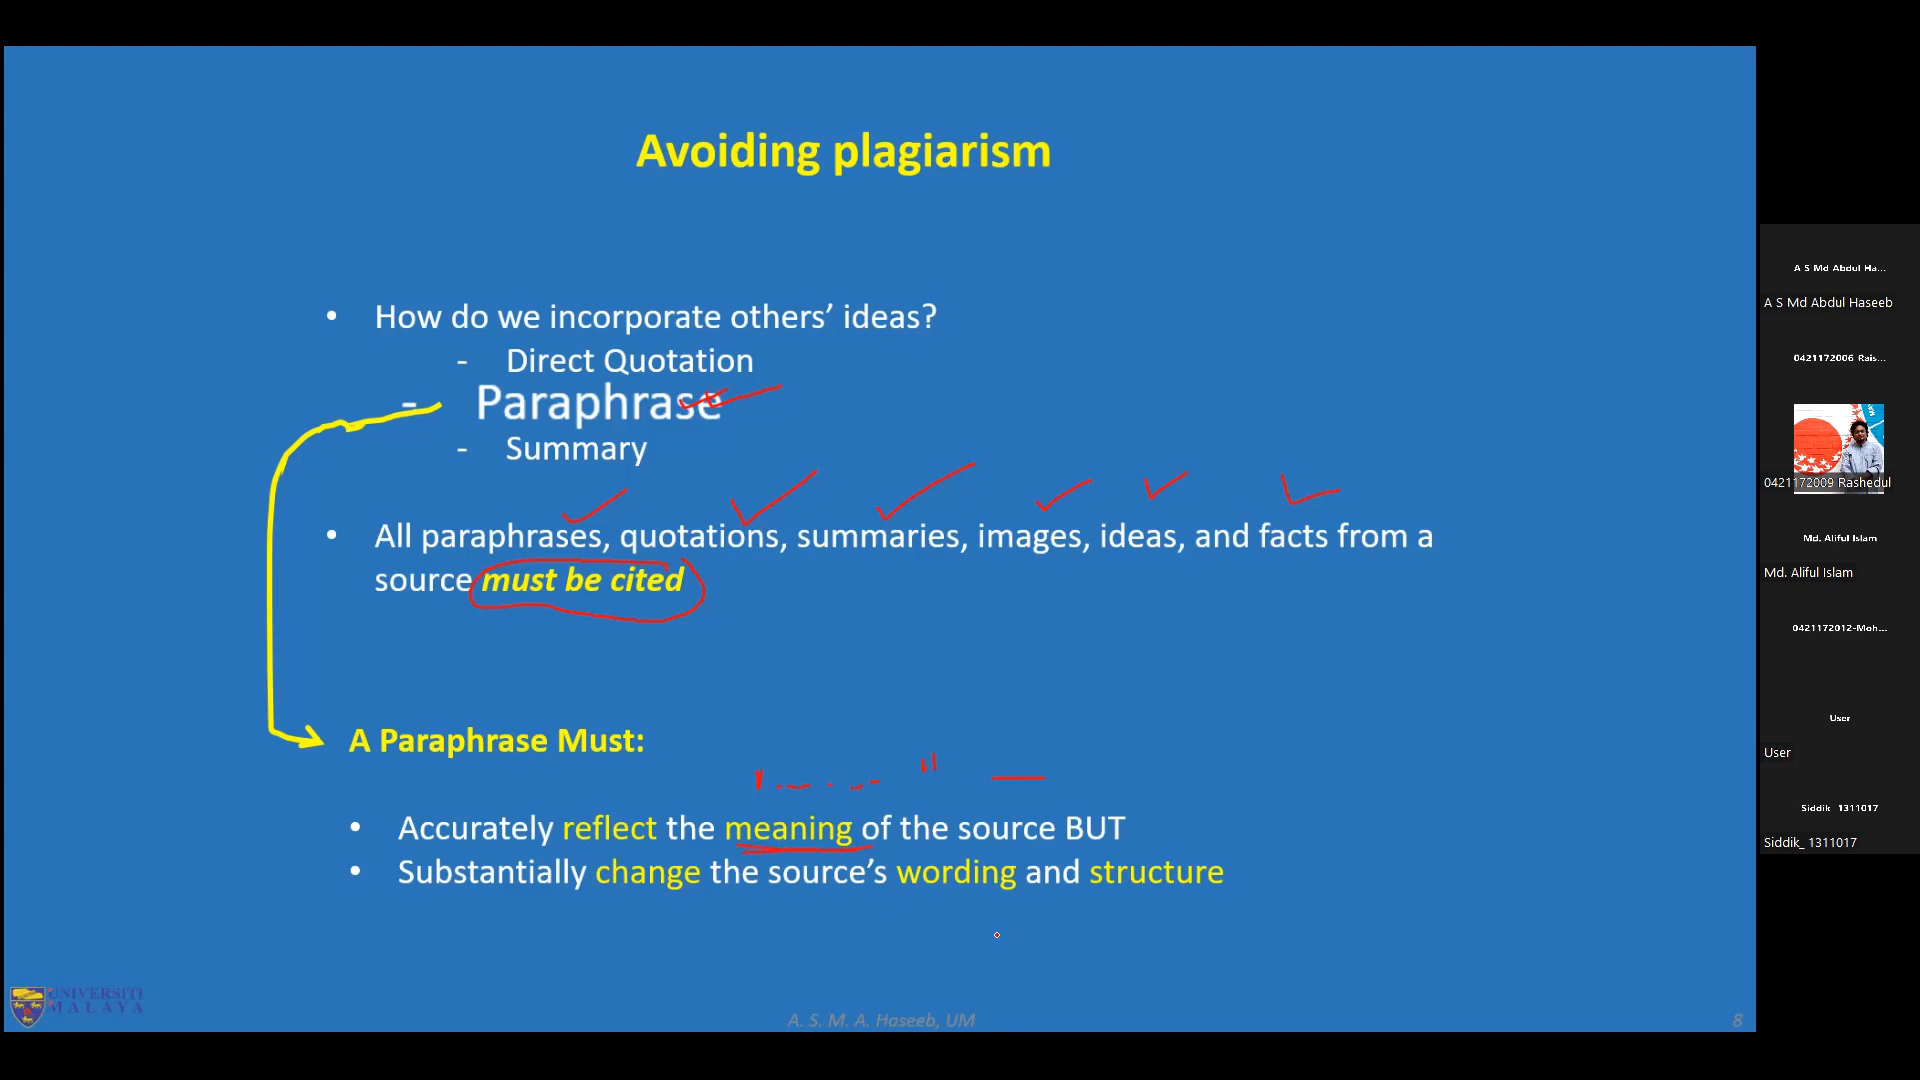 Avoiding plagiarism
• How do we incorporate others’ ideas?
- Direct Quotation
- Paraphrase
- Summary
• All paraphrases, quotations, summaries, images, ideas, and facts from a
source must be cited
A Paraphrase Must:
• Accurately reflect the meaning of the source BUT
• Substantially change the source’s wording and structure
UNIVERSITI
MALAYA
A. S. M. A. Haseeb, UM
8
A S Md Abdul Ha...
A S Md Abdul Haseeb
0421172006 Rais...
0421172009 Rashedul
Md. Aliful Islam
Md. Aliful Islam
0421172012-Moh...
User
User
Siddik_ 1311017
Siddik_ 1311017